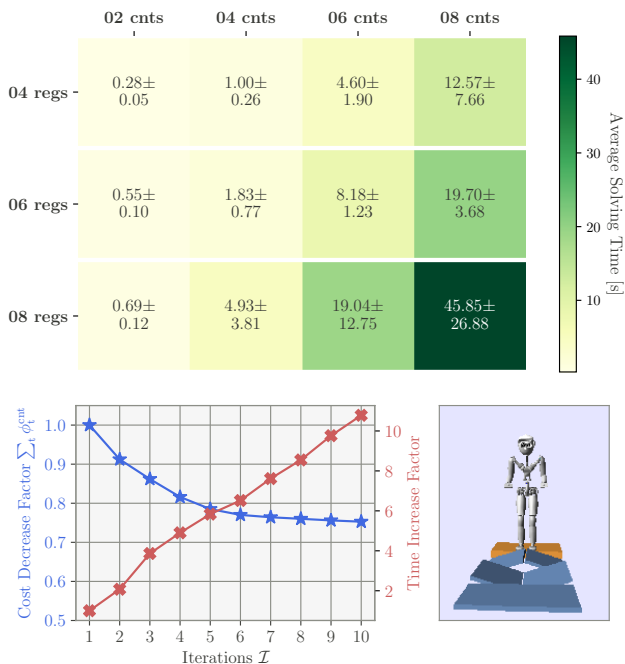 02 cnts 04 cnts 06 cnts 08 cnts
04 regs 0.28± 1.00± 4.60± 12.57±
0.05 0.26 1.90 7.66
06 regs 0.55± 1.83± 8.18± 19.70±
0.10 0.77 1.23 3.68
08 regs 0.69± 4.93± 19.04± 45.85±
0.12 3.81 12.75 26.88
40
30
20
10
Average Solving Time [s]
Cost Decrease Factor ∑ₜ ϕₜᶜⁿᵗ
1.0
0.9
0.8
0.7
0.6
0.5
10
8
6
4
2
Time Increase Factor
1 2 3 4 5 6 7 8 9 10
Iterations ℐ